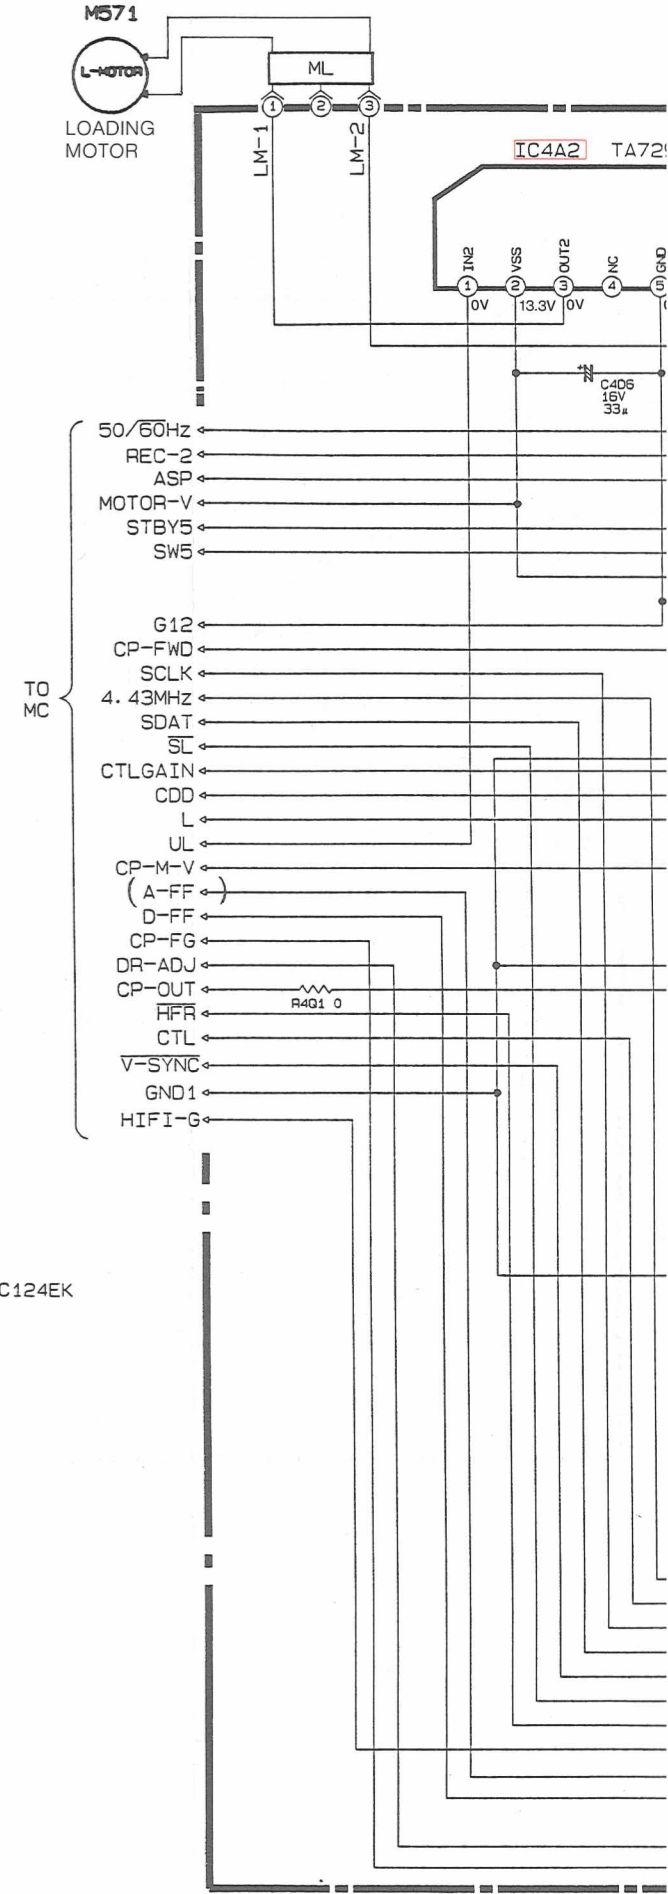 M571
L-MOTOR
LOADING
MOTOR
ML
1
2
3
LM-1
LM-2
IC4A2 TA729
IN2
VSS
OUT2
NC
GND
1
2
3
4
5
0V
13.3V
0V
C4D6
16V
33µ
TO
MC
50/60Hz
REC-2
ASP
MOTOR-V
STBY5
SW5
G12
CP-FWD
SCLK
4.43MHz
SDAT
SL
CTLGAIN
CDD
L
UL
CP-M-V
(A-FF)
D-FF
CP-FG
DR-ADJ
CP-OUT
R4Q1 0
HFR
CTL
V-SYNC
GND1
HIFI-G
C124EK